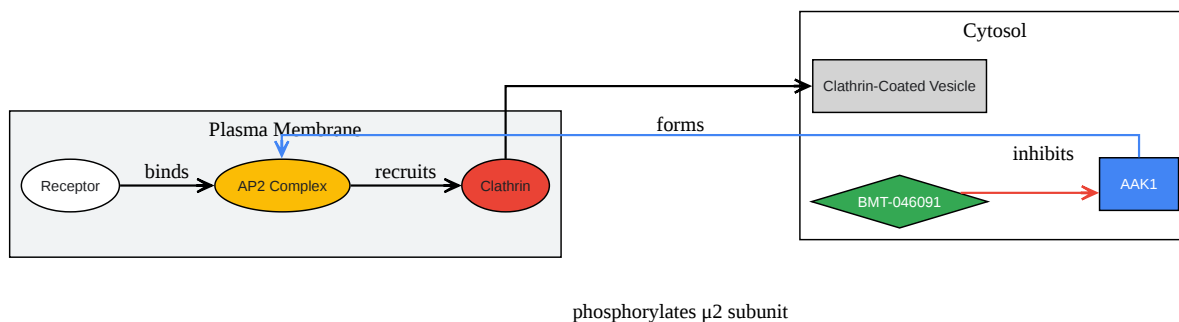 Cytosol
Clathrin-Coated Vesicle
Plasma Membrane
forms
inhibits
binds
recruits
Receptor
AP2 Complex
Clathrin
AAK1
BMT-046091
phosphorylates μ2 subunit